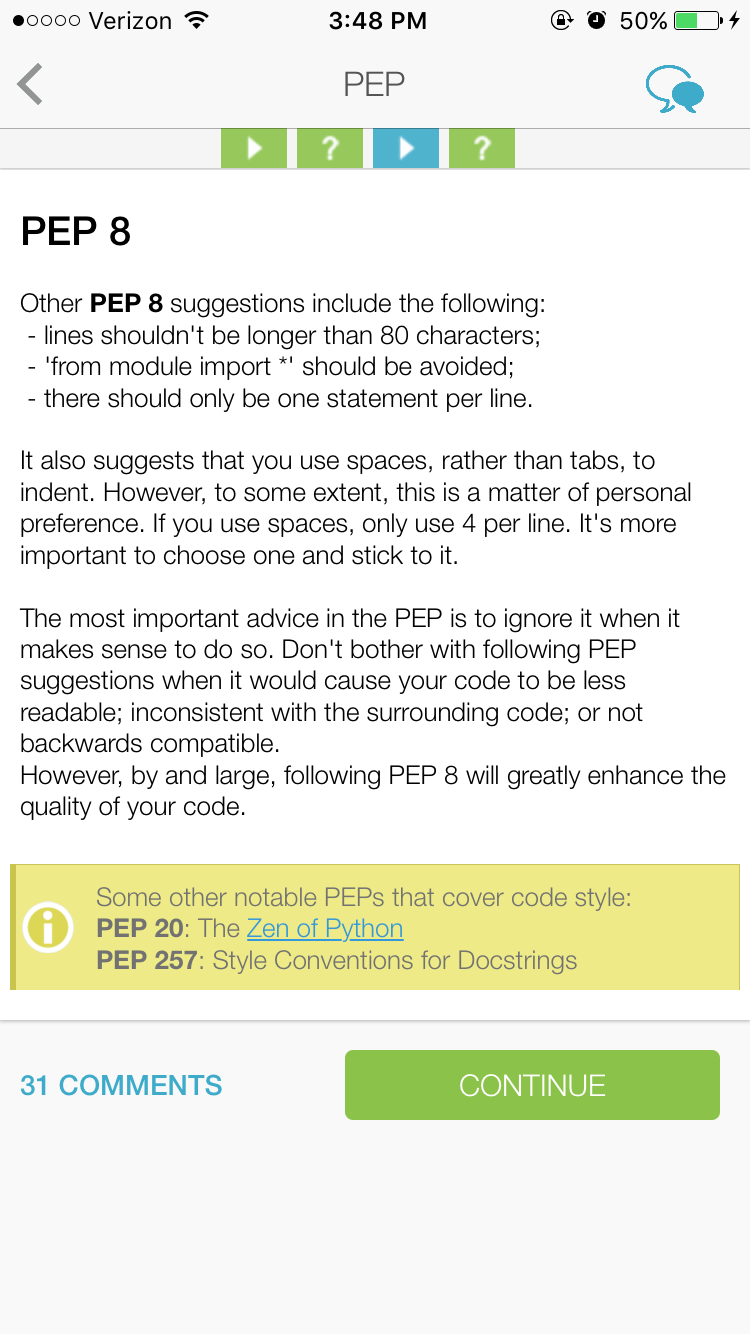 Verizon 3:48 PM 50%
PEP
? ?
PEP 8
Other PEP 8 suggestions include the following:
- lines shouldn't be longer than 80 characters;
- 'from module import *' should be avoided;
- there should only be one statement per line.
It also suggests that you use spaces, rather than tabs, to
indent. However, to some extent, this is a matter of personal
preference. If you use spaces, only use 4 per line. It's more
important to choose one and stick to it.
The most important advice in the PEP is to ignore it when it
makes sense to do so. Don't bother with following PEP
suggestions when it would cause your code to be less
readable; inconsistent with the surrounding code; or not
backwards compatible.
However, by and large, following PEP 8 will greatly enhance the
quality of your code.
Some other notable PEPs that cover code style:
PEP 20: The Zen of Python
PEP 257: Style Conventions for Docstrings
31 COMMENTS CONTINUE